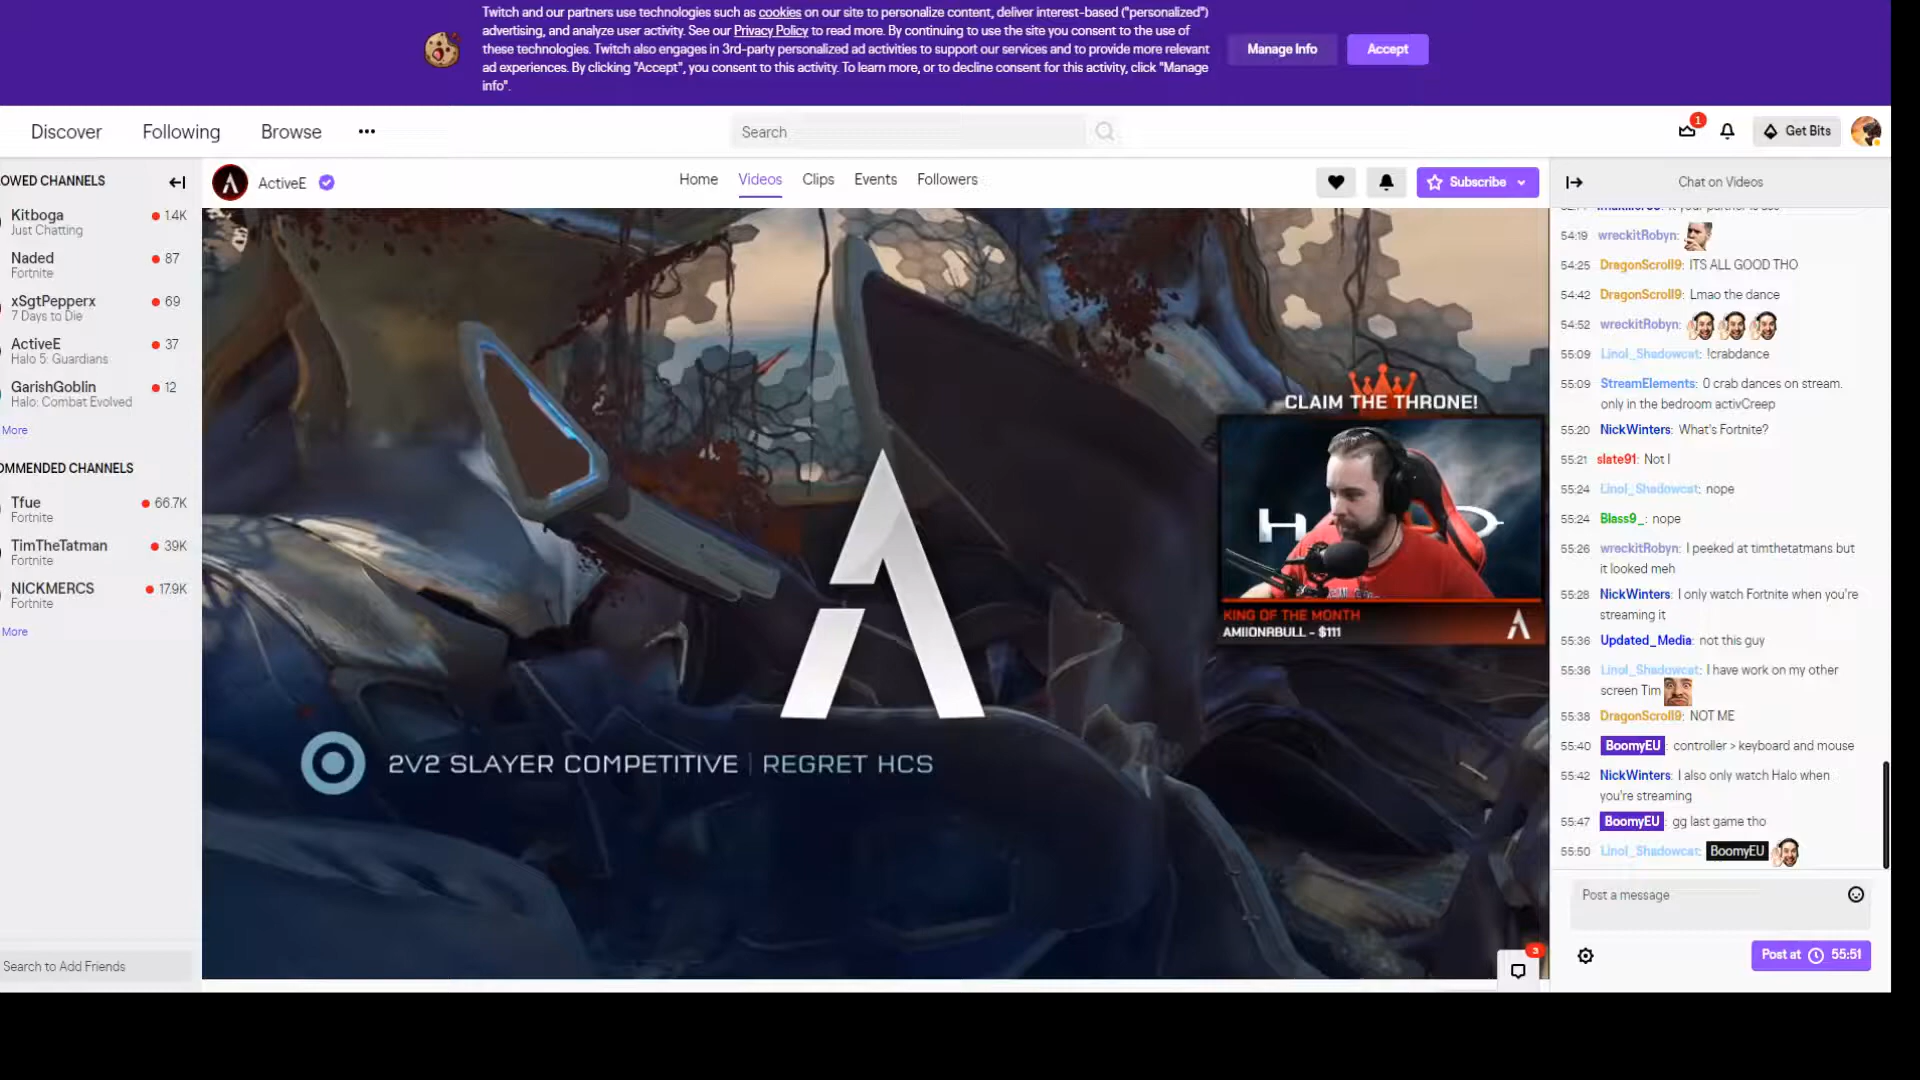 Twitch and our partners use technologies such as cookies on our site to personalize content, deliver interest-based ("personalized")
advertising, and analyze user activity. See our Privacy Policy to read more. By continuing to use the site you consent to the use of
these technologies. Twitch also engages in 3rd-party personalized ad activities to support our services and to provide more relevant
ad experiences. By clicking "Accept", you consent to this activity. To learn more, or to decline consent for this activity, click "Manage
info".
Manage Info
Accept
Discover
Following
Browse
Search
1
Get Bits
OWED CHANNELS
Kitboga
1.4K
Just Chatting
Naded
87
Fortnite
xSgtPepperx
69
7 Days to Die
ActiveE
37
Halo 5: Guardians
GarishGoblin
12
Halo: Combat Evolved
More
OMMENDED CHANNELS
Tfue
66.7K
Fortnite
TimTheTatman
39K
Fortnite
NICKMERCS
17.9K
Fortnite
More
Search to Add Friends
ActiveE
Home
Videos
Clips
Events
Followers
Subscribe
CLAIM THE THRONE!
KING OF THE MONTH
AMIIONRBULL - $111
2V2 SLAYER COMPETITIVE | REGRET HCS
3
Chat on Videos
54:19 wreckitRobyn:
54:25 DragonScroll9: ITS ALL GOOD THO
54:42 DragonScroll9: Lmao the dance
54:52 wreckitRobyn:
55:09 Linol_Shadowcat: !crabdance
55:09 StreamElements: 0 crab dances on stream.
only in the bedroom activCreep
55:20 NickWinters: What's Fortnite?
55:21 slate91: Not I
55:24 Linol_Shadowcat: nope
55:24 Blass9_: nope
55:26 wreckitRobyn: I peeked at timthetatmans but
it looked meh
55:28 NickWinters: I only watch Fortnite when you're
streaming it
55:36 Updated_Media: not this guy
55:36 Linol_Shadowcat: I have work on my other
screen Tim
55:38 DragonScroll9: NOT ME
55:40 BoomyEU: controller > keyboard and mouse
55:42 NickWinters: I also only watch Halo when
you're streaming
55:47 BoomyEU: gg last game tho
55:50 Linol_Shadowcat: BoomyEU
Post a message
Post at 55:51